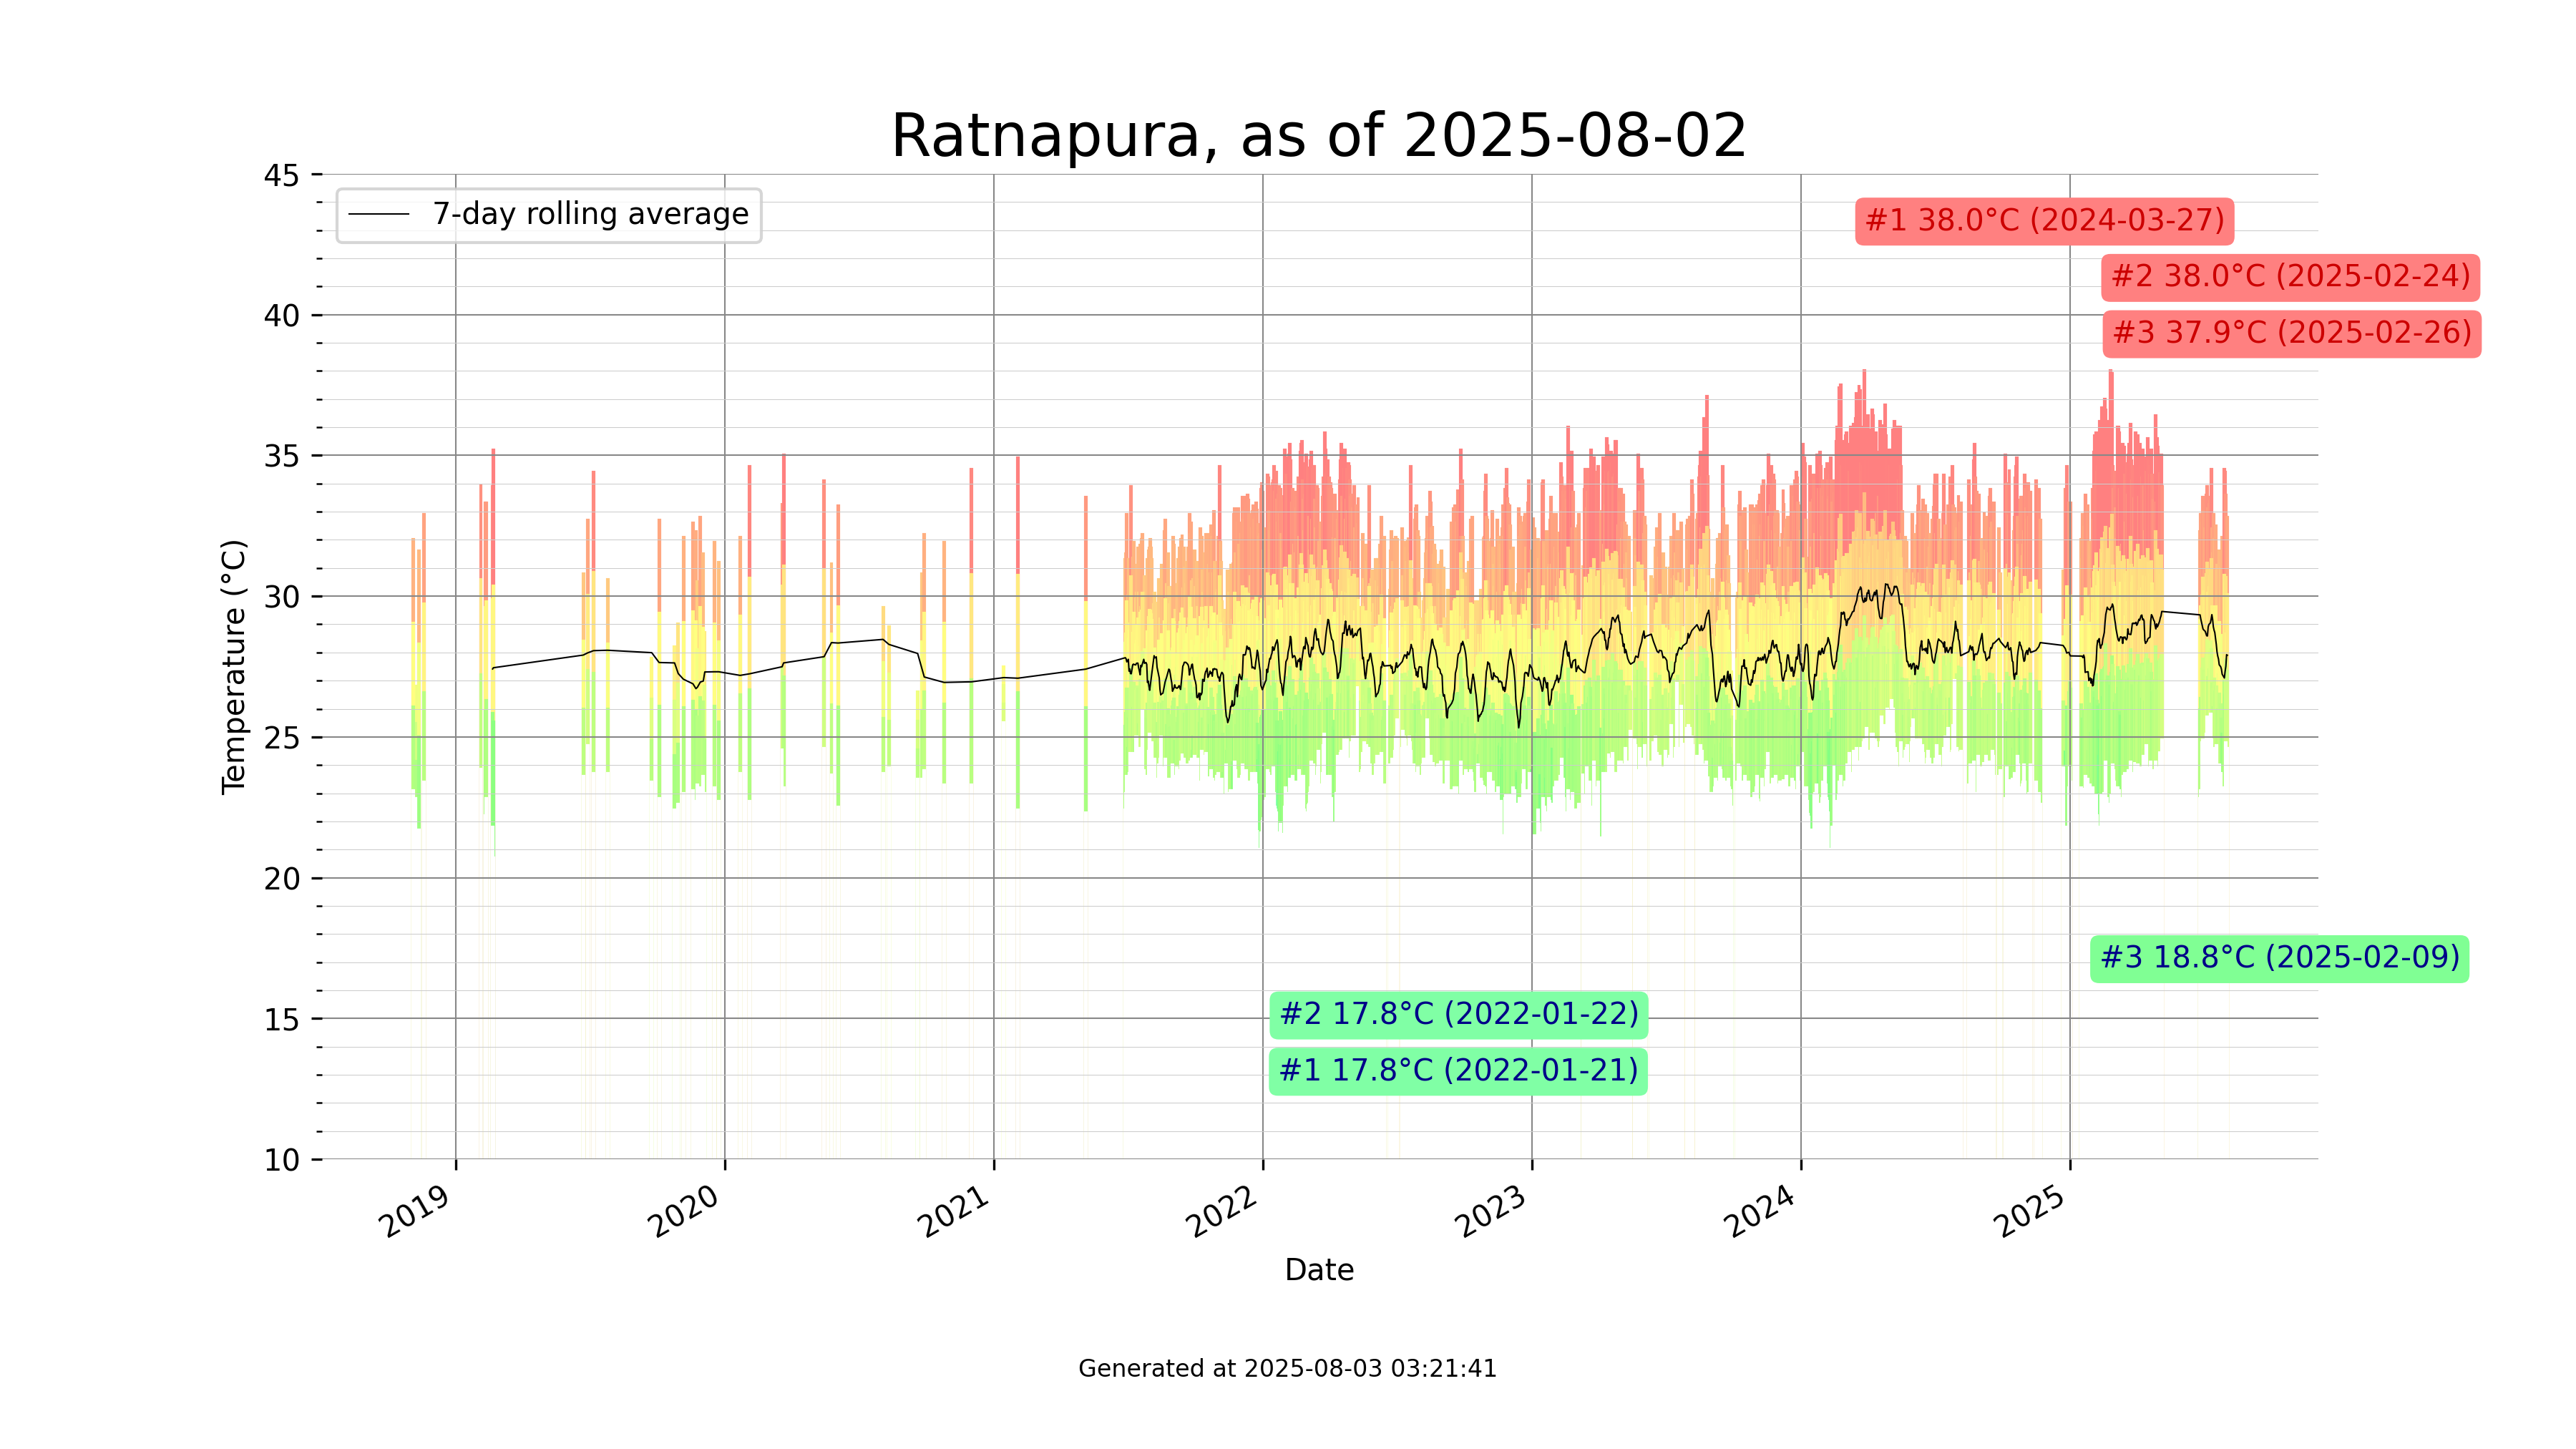 Ratnapura, as of 2025-08-02
7-day rolling average
#1 38.0°C (2024-03-27)
#2 38.0°C (2025-02-24)
#3 37.9°C (2025-02-26)
45
40
35
30
25
20
15
10
Temperature (°C)
#3 18.8°C (2025-02-09)
#2 17.8°C (2022-01-22)
#1 17.8°C (2022-01-21)
2019
2020
2021
2022
2023
2024
2025
Date
Generated at 2025-08-03 03:21:41